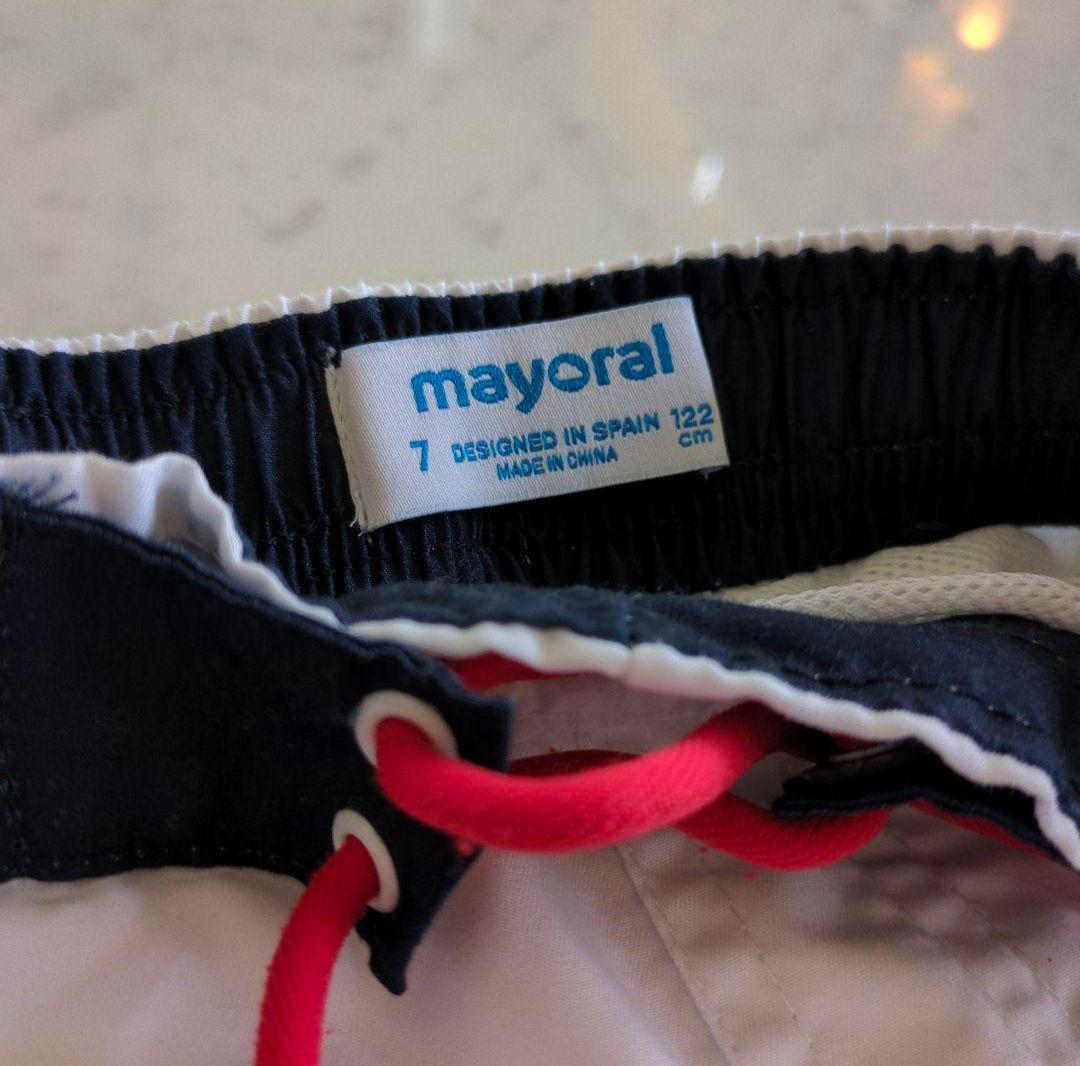 mayoral
7 DESIGNED IN SPAIN 122
MADE IN CHINA cm